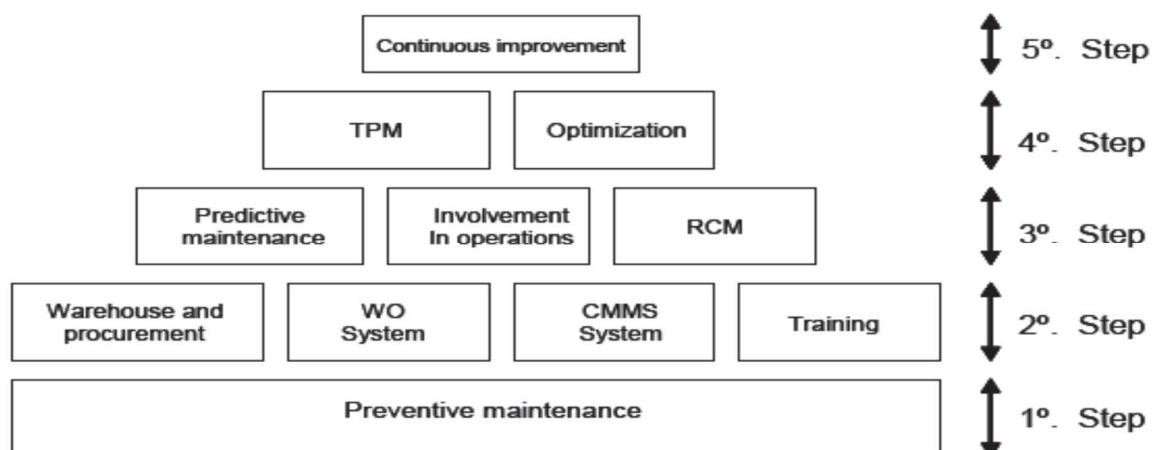 Continuous improvement
5º. Step
TPM
Optimization
4º. Step
Predictive
maintenance
Involvement
In operations
RCM
3º. Step
Warehouse and
procurement
WO
System
CMMS
System
Training
2º. Step
Preventive maintenance
1º. Step